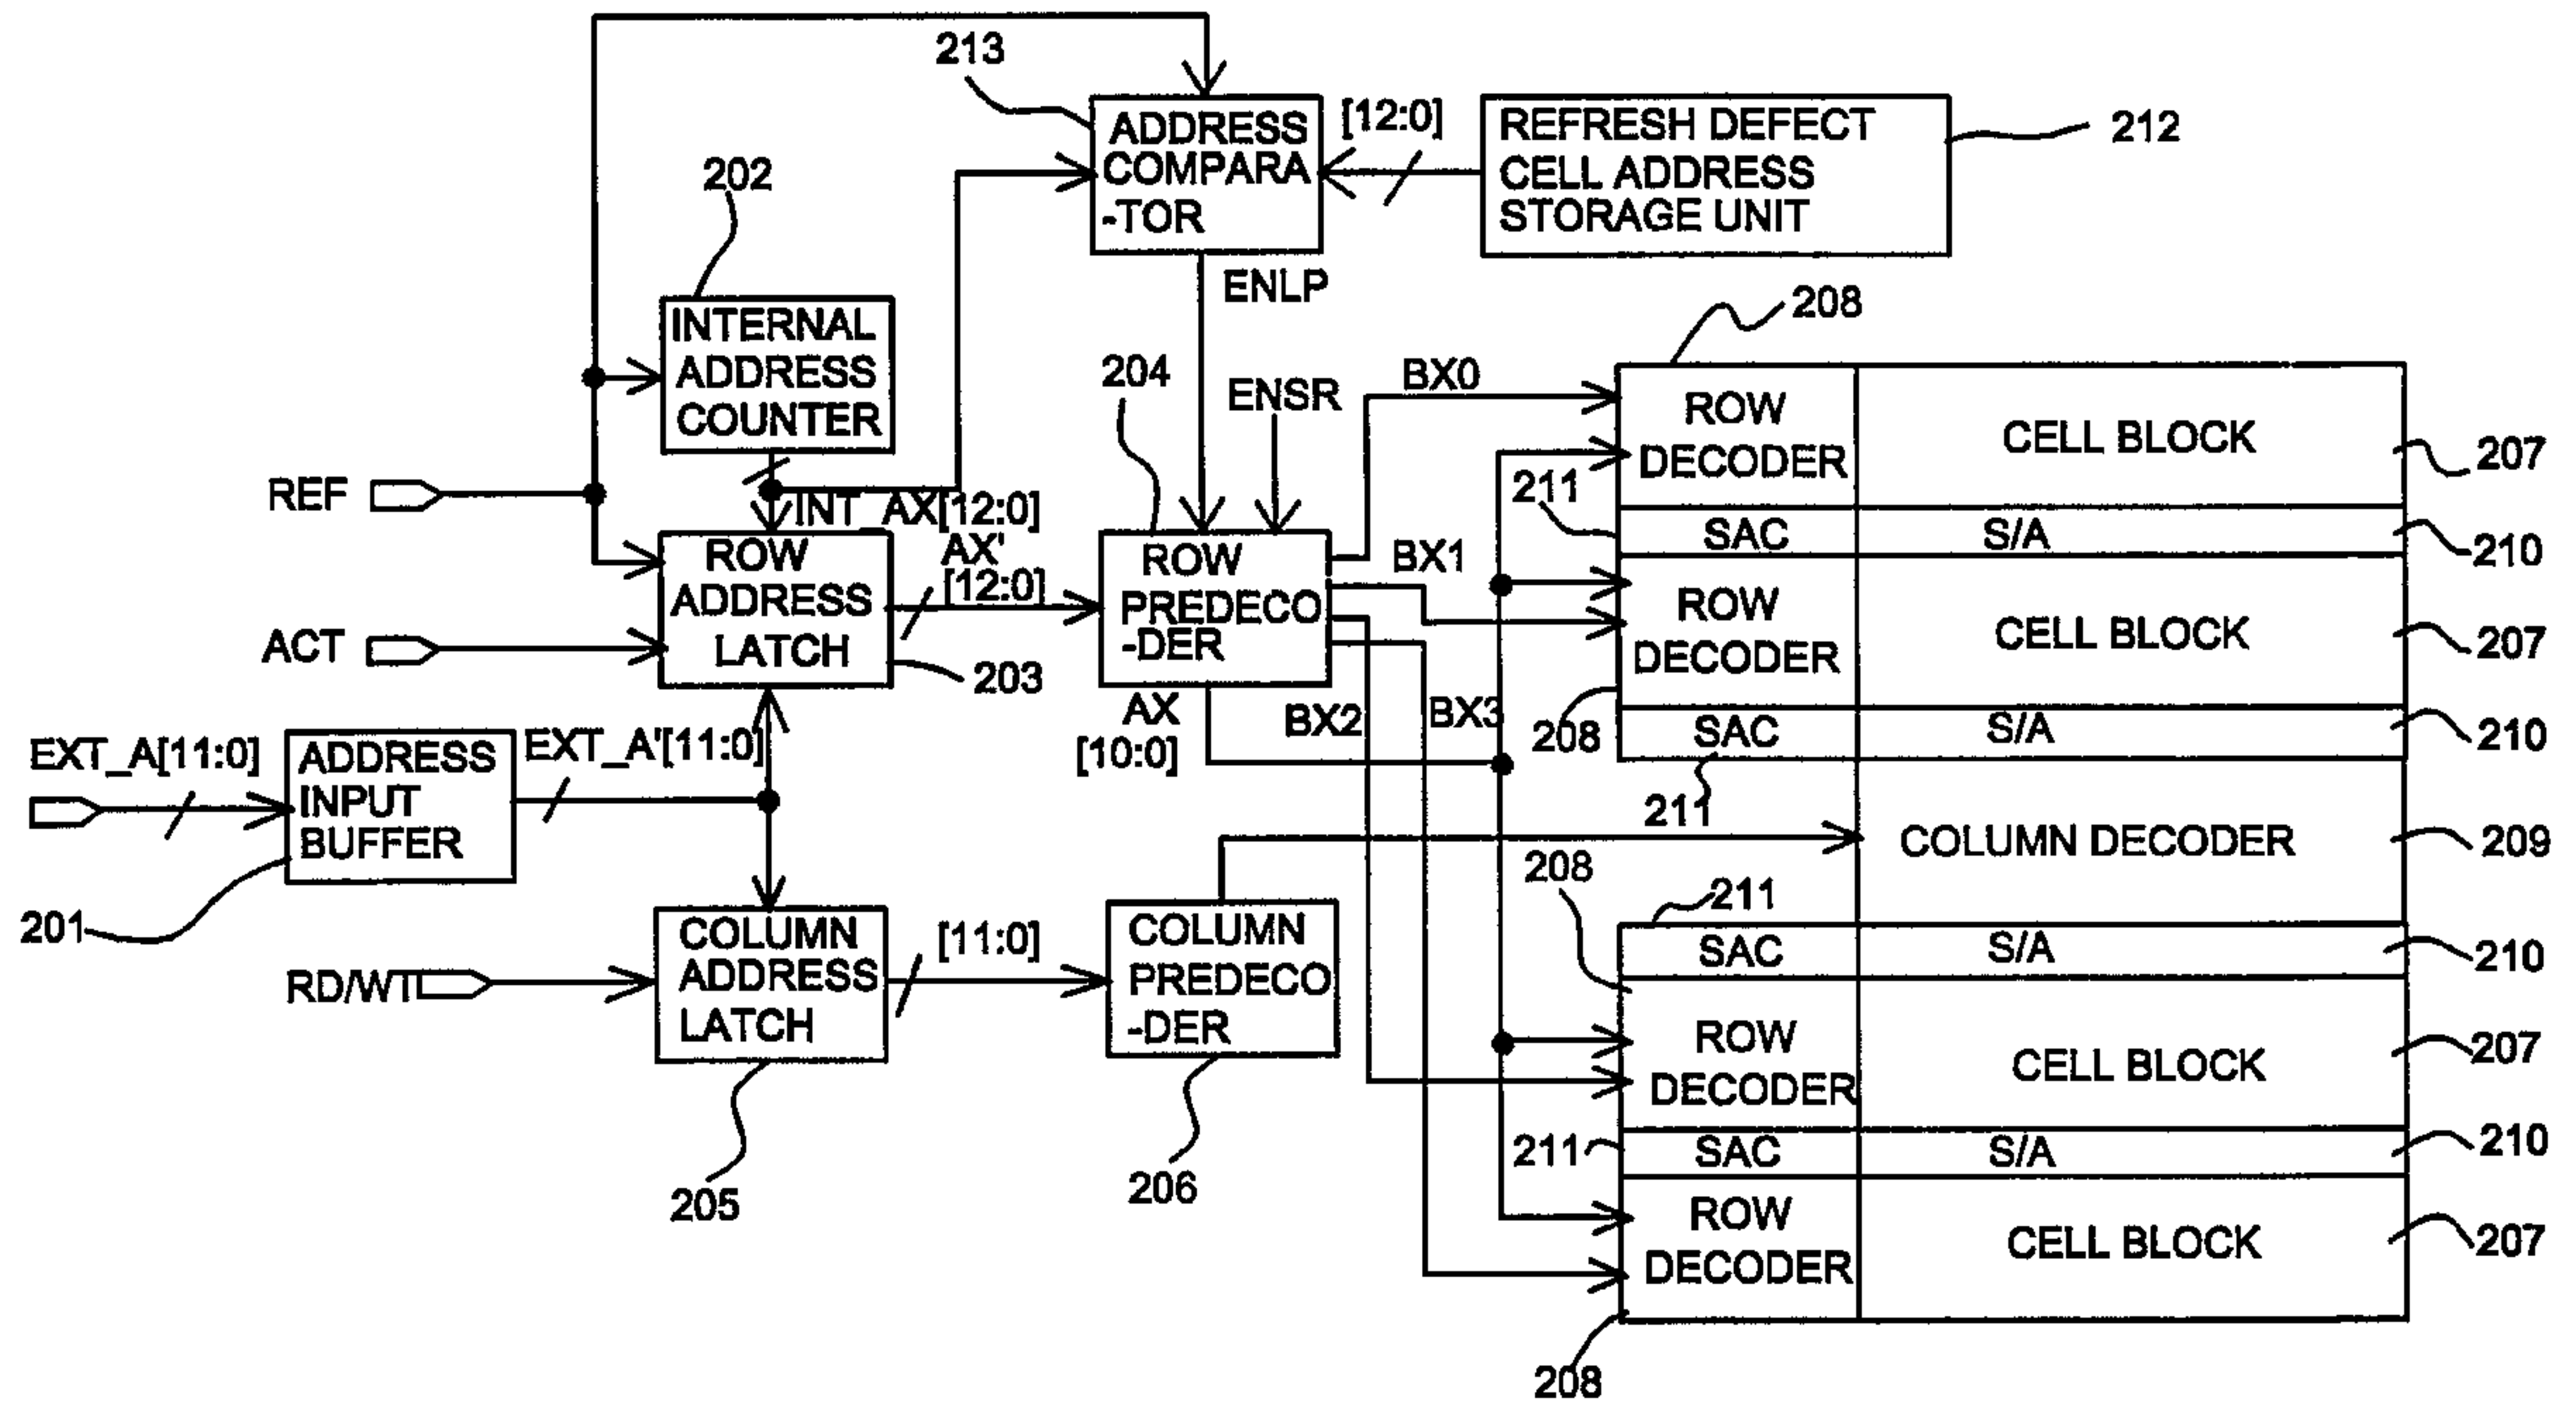 213
ADDRESS
COMPARA
-TOR
[12:0]
REFRESH DEFECT
CELL ADDRESS
STORAGE UNIT
212
202
INTERNAL
ADDRESS
COUNTER
ENLP
204
ENSR
REF
INT_AX[12:0]
ROW
ADDRESS
LATCH
203
AX'
[12:0]
ACT
ROW
PREDECO
-DER
BX0
BX1
BX2
BX3
AX
[10:0]
EXT_A[11:0]
ADDRESS
INPUT
BUFFER
201
EXT_A'[11:0]
RD/WT
COLUMN
ADDRESS
LATCH
205
[11:0]
COLUMN
PREDECO
-DER
206
208
ROW
DECODER
CELL BLOCK
207
211
SAC
S/A
210
ROW
DECODER
CELL BLOCK
207
208
SAC
S/A
210
211
COLUMN DECODER
209
208
211
SAC
S/A
210
ROW
DECODER
CELL BLOCK
207
211
SAC
S/A
210
ROW
DECODER
CELL BLOCK
207
208